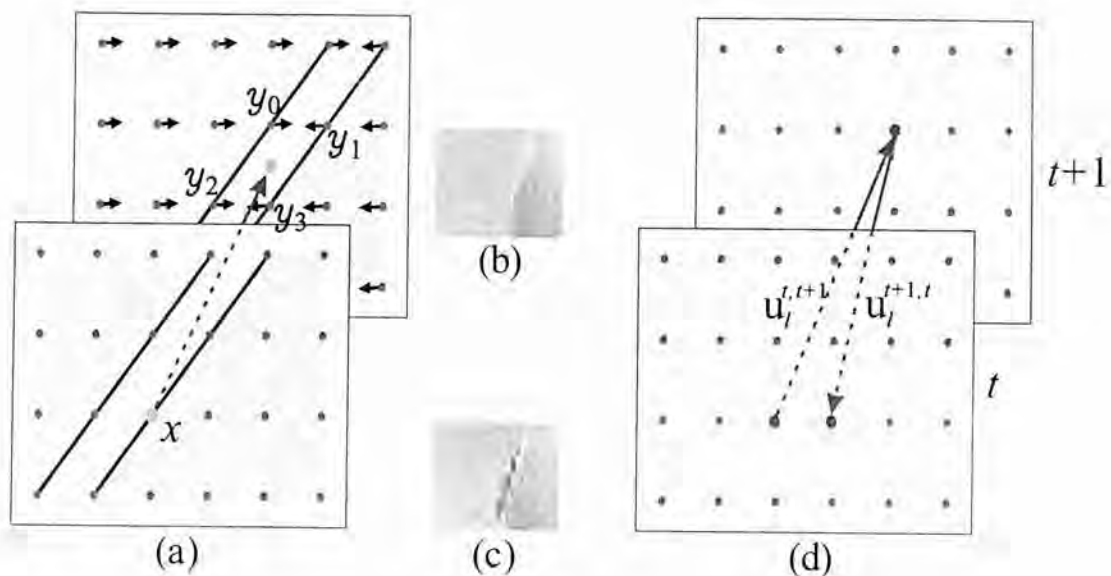 y₀
y₁
y₂
y₃
x
(a)
(b)
(c)
u_l^{t,t+1}
u_l^{t+1,t}
t+1
t
(d)